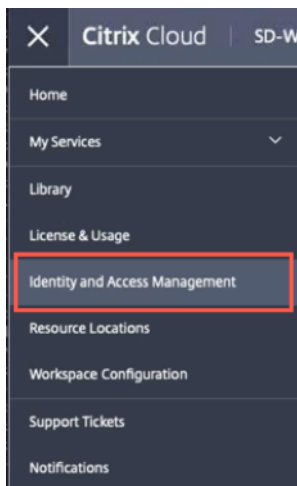 Citrix Cloud SD-W
Home
My Services
Library
License & Usage
Identity and Access Management
Resource Locations
Workspace Configuration
Support Tickets
Notifications